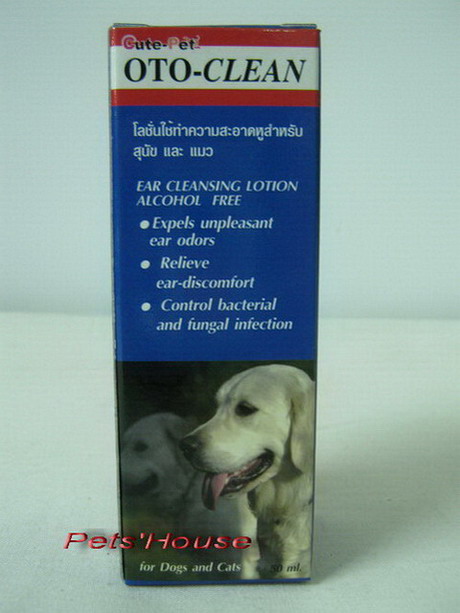 Cute-Pet
OTO-CLEAN
โลชั่นใช้ทำความสะอาดหูสำหรับ
สุนัข และ แมว
EAR CLEANSING LOTION
ALCOHOL FREE
● Expels unpleasant
ear odors
● Relieve
ear-discomfort
● Control bacterial
and fungal infection
Pets'House
for Dogs and Cats 50 ml.